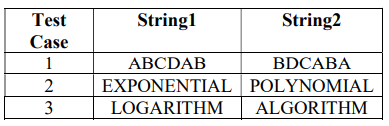 Test Case String1 String2
1 ABCDAB BDCABA
2 EXPONENTIAL POLYNOMIAL
3 LOGARITHM ALGORITHM